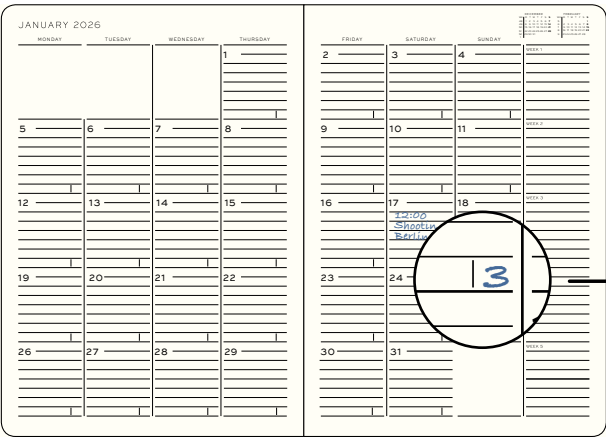 JANUARY 2026
MONDAY TUESDAY WEDNESDAY THURSDAY FRIDAY SATURDAY SUNDAY
1 2 3 4 WEEK 1
5 6 7 8 9 10 11 WEEK 2
12 13 14 15 16 17 18 WEEK 3
12:00
Shootin
Berlin
3
19 20 21 22 23 24
26 27 28 29 30 31 WEEK 5